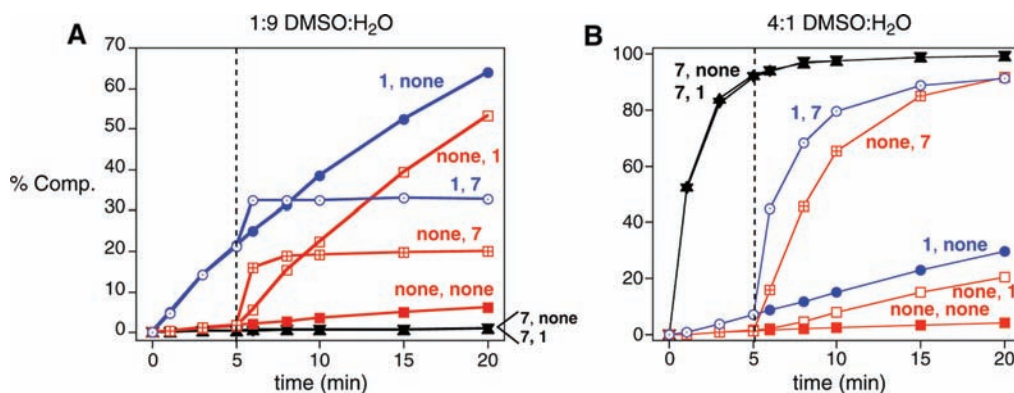 1:9 DMSO:H₂O
A
% Comp.
70
60
50
40
30
20
10
0
1, none
none, 1
1, 7
none, 7
none, none
7, none
7, 1
0 5 10 15 20
time (min)
4:1 DMSO:H₂O
B
100
80
60
40
20
0
7, none
7, 1
1, 7
none, 7
1, none
none, 1
none, none
0 5 10 15 20
time (min)